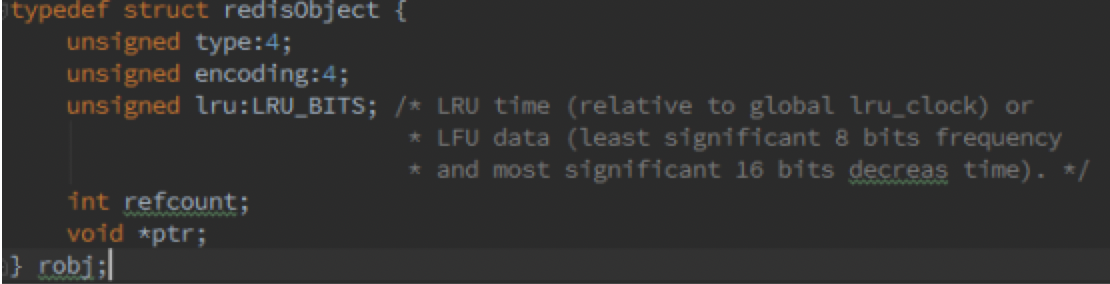 typedef struct redisObject {
unsigned type:4;
unsigned encoding:4;
unsigned lru:LRU_BITS; /* LRU time (relative to global lru_clock) or
* LFU data (least significant 8 bits frequency
* and most significant 16 bits decreas time). */
int refcount;
void *ptr;
} robj;